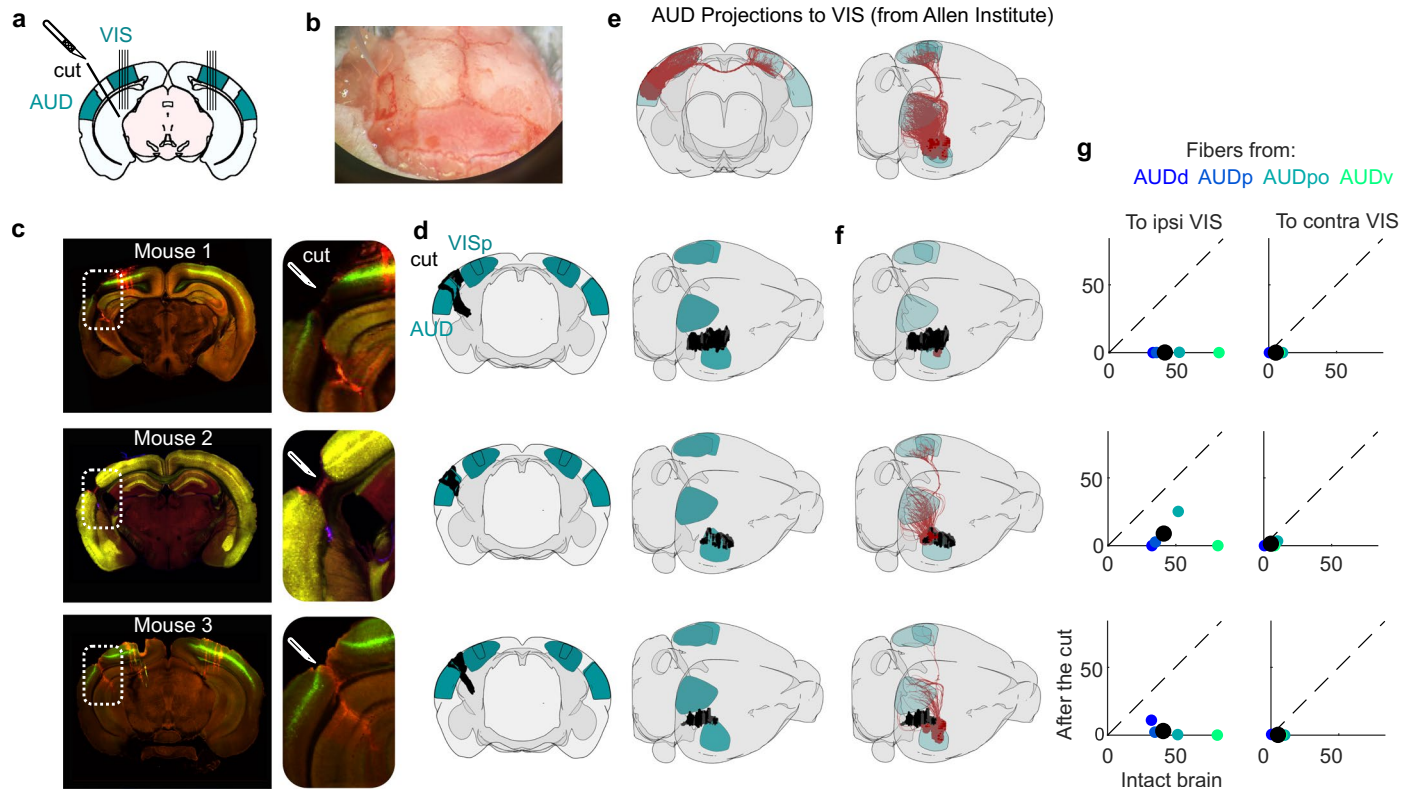 a
VIS
cut
AUD
b
e
AUD Projections to VIS (from Allen Institute)
g
Fibers from:
AUDd AUDp AUDpo AUDv
To ipsi VIS
To contra VIS
50
0
0
50
0
50
50
0
0
50
0
50
50
0
0
50
0
50
After the cut
Intact brain
c
Mouse 1
cut
Mouse 2
Mouse 3
d
VISp
cut
AUD
f